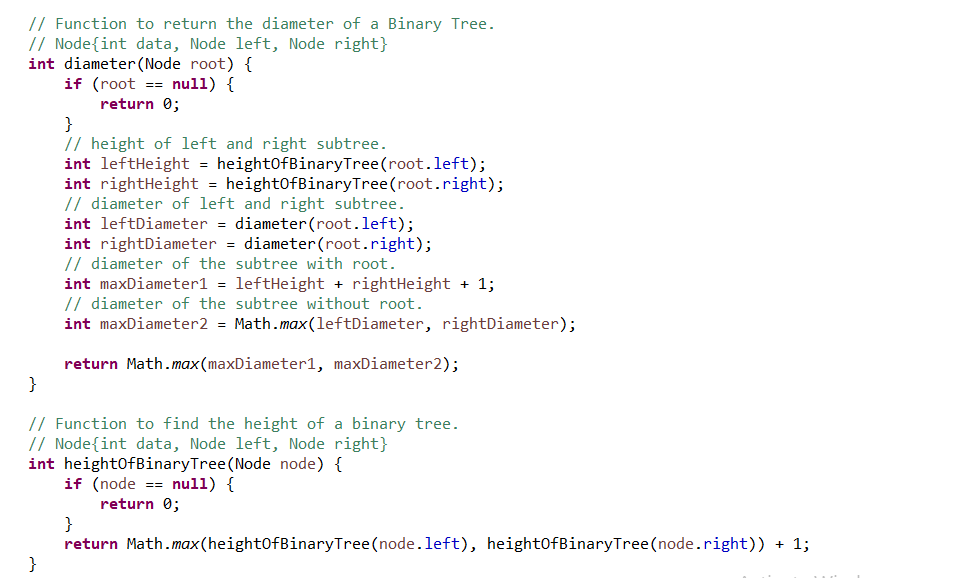 // Function to return the diameter of a Binary Tree.
// Node{int data, Node left, Node right}
int diameter(Node root) {
    if (root == null) {
        return 0;
    }
    // height of left and right subtree.
    int leftHeight = heightOfBinaryTree(root.left);
    int rightHeight = heightOfBinaryTree(root.right);
    // diameter of left and right subtree.
    int leftDiameter = diameter(root.left);
    int rightDiameter = diameter(root.right);
    // diameter of the subtree with root.
    int maxDiameter1 = leftHeight + rightHeight + 1;
    // diameter of the subtree without root.
    int maxDiameter2 = Math.max(leftDiameter, rightDiameter);

    return Math.max(maxDiameter1, maxDiameter2);
}

// Function to find the height of a binary tree.
// Node{int data, Node left, Node right}
int heightOfBinaryTree(Node node) {
    if (node == null) {
        return 0;
    }
    return Math.max(heightOfBinaryTree(node.left), heightOfBinaryTree(node.right)) + 1;
}